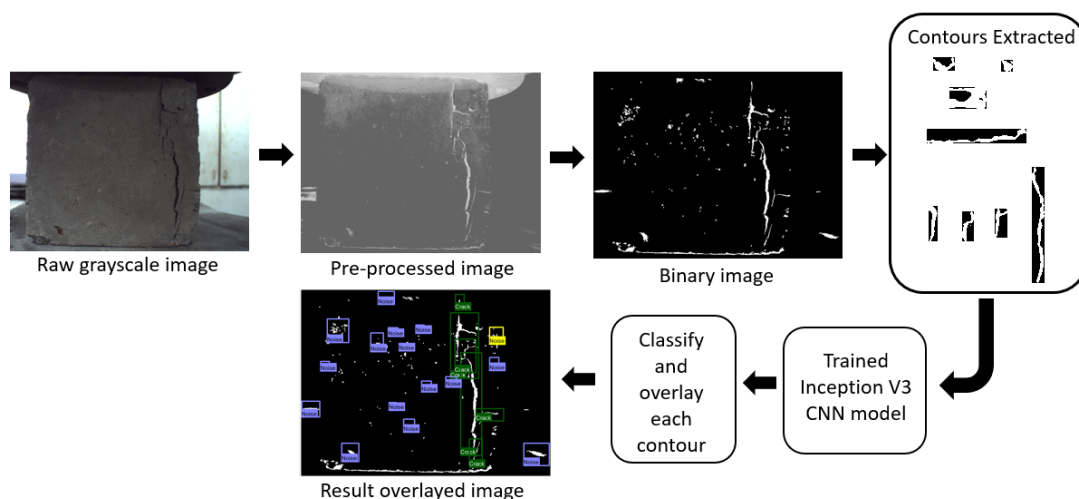 Contours Extracted
Raw grayscale image
Pre-processed image
Binary image
Trained
Inception V3
CNN model
Classify
and
overlay
each
contour
Noise
Crack
Noise
Noise
Noise
Noise
Noise
Noise
Noise
Crack
Noise
Noise
Crack
Noise
Noise
Noise
Crack
Noise
Noise
Crack
Noise
Crack
Noise
Result overlayed image